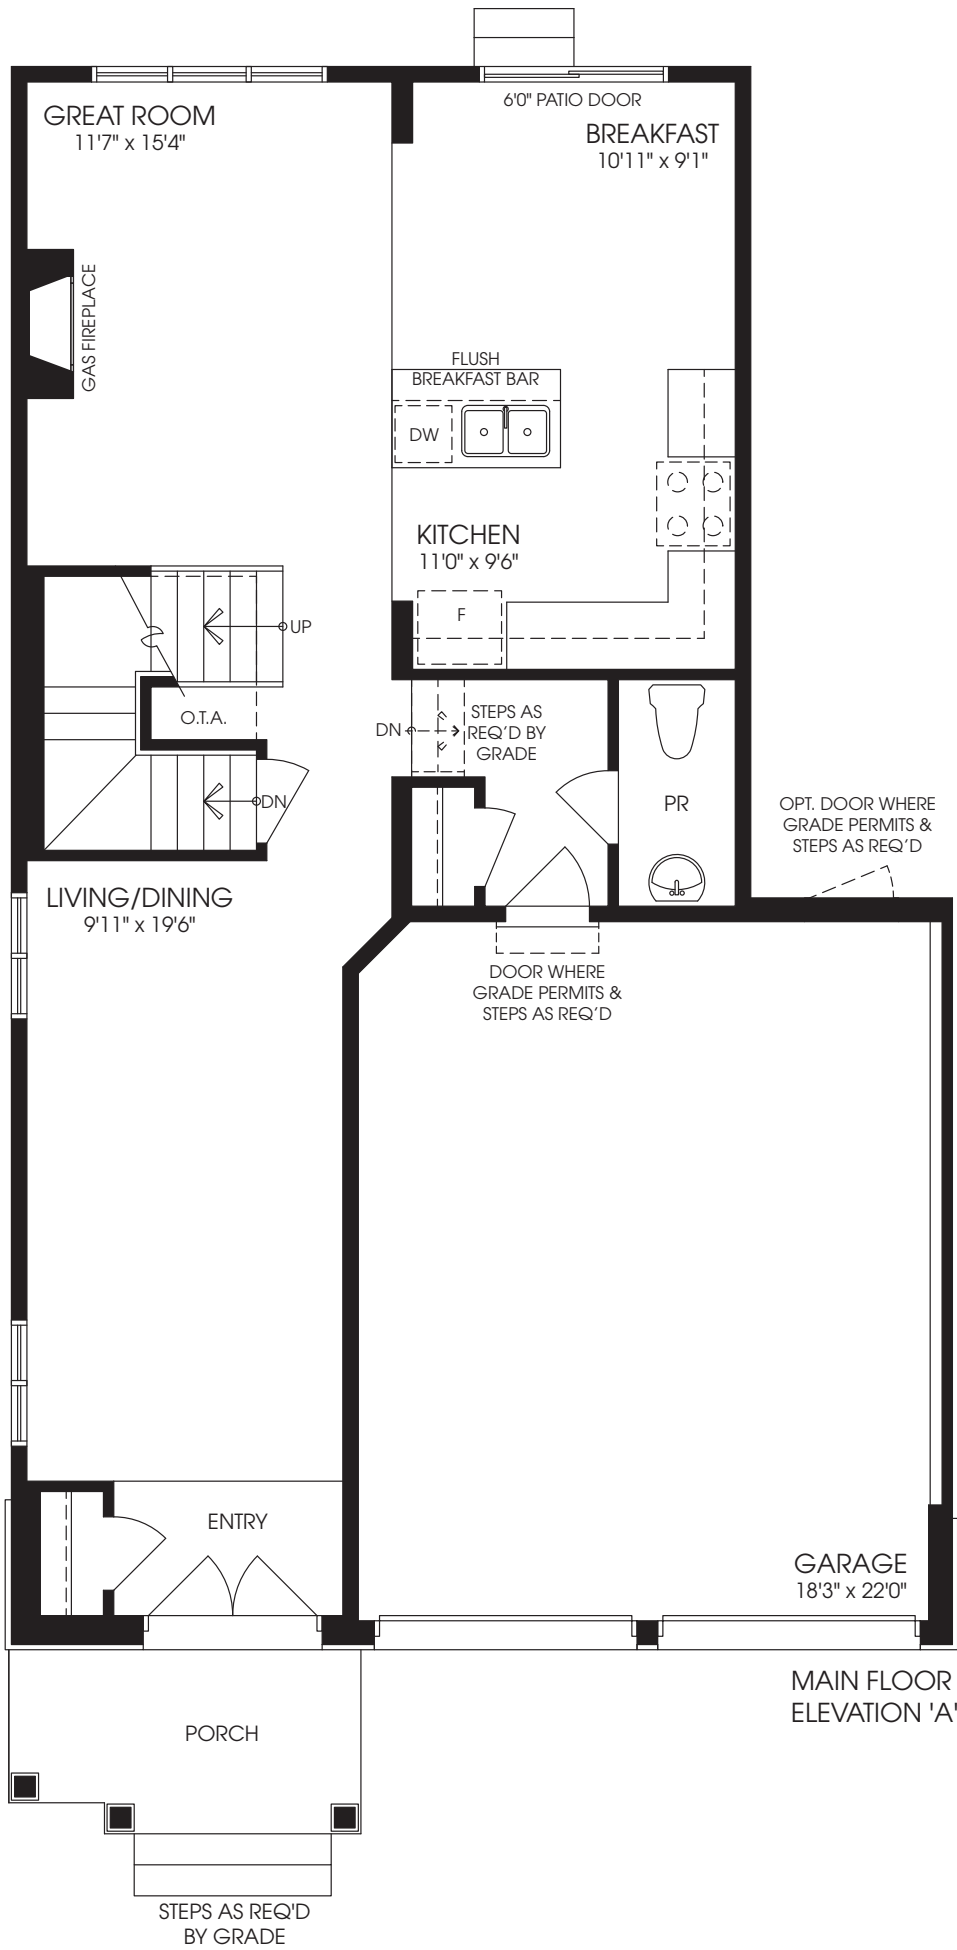 6'0" PATIO DOOR
GREAT ROOM
11'7" x 15'4"
BREAKFAST
10'11" x 9'1"
GAS FIREPLACE
FLUSH
BREAKFAST BAR
DW
KITCHEN
11'0" x 9'6"
F
UP
O.T.A.
DN
STEPS AS
REQ'D BY
GRADE
DN
PR
OPT. DOOR WHERE
GRADE PERMITS &
STEPS AS REQ'D
LIVING/DINING
9'11" x 19'6"
DOOR WHERE
GRADE PERMITS &
STEPS AS REQ'D
ENTRY
GARAGE
18'3" x 22'0"
MAIN FLOOR
ELEVATION 'A'
PORCH
STEPS AS REQ'D
BY GRADE